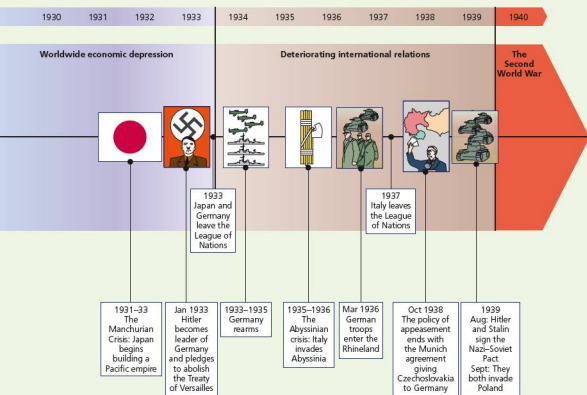 1930 1931 1932 1933 1934 1935 1936 1937 1938 1939 1940
Worldwide economic depression
Deteriorating international relations
The
Second
World War
1933
Japan and
Germany
leave the
League of
Nations
1937
Italy leaves
the League
of Nations
1931–33
The
Manchurian
Crisis: Japan
begins
building a
Pacific empire
Jan 1933
Hitler
becomes
leader of
Germany
and pledges
to abolish
the Treaty
of Versailles
1933–1935
Germany
rearms
1935–1936
The
Abyssinian
crisis: Italy
invades
Abyssinia
Mar 1936
German
troops
enter the
Rhineland
Oct 1938
The policy of
appeasement
ends with
the Munich
agreement
giving
Czechoslovakia
to Germany
1939
Aug: Hitler
and Stalin
sign the
Nazi–Soviet
Pact
Sept: They
both invade
Poland